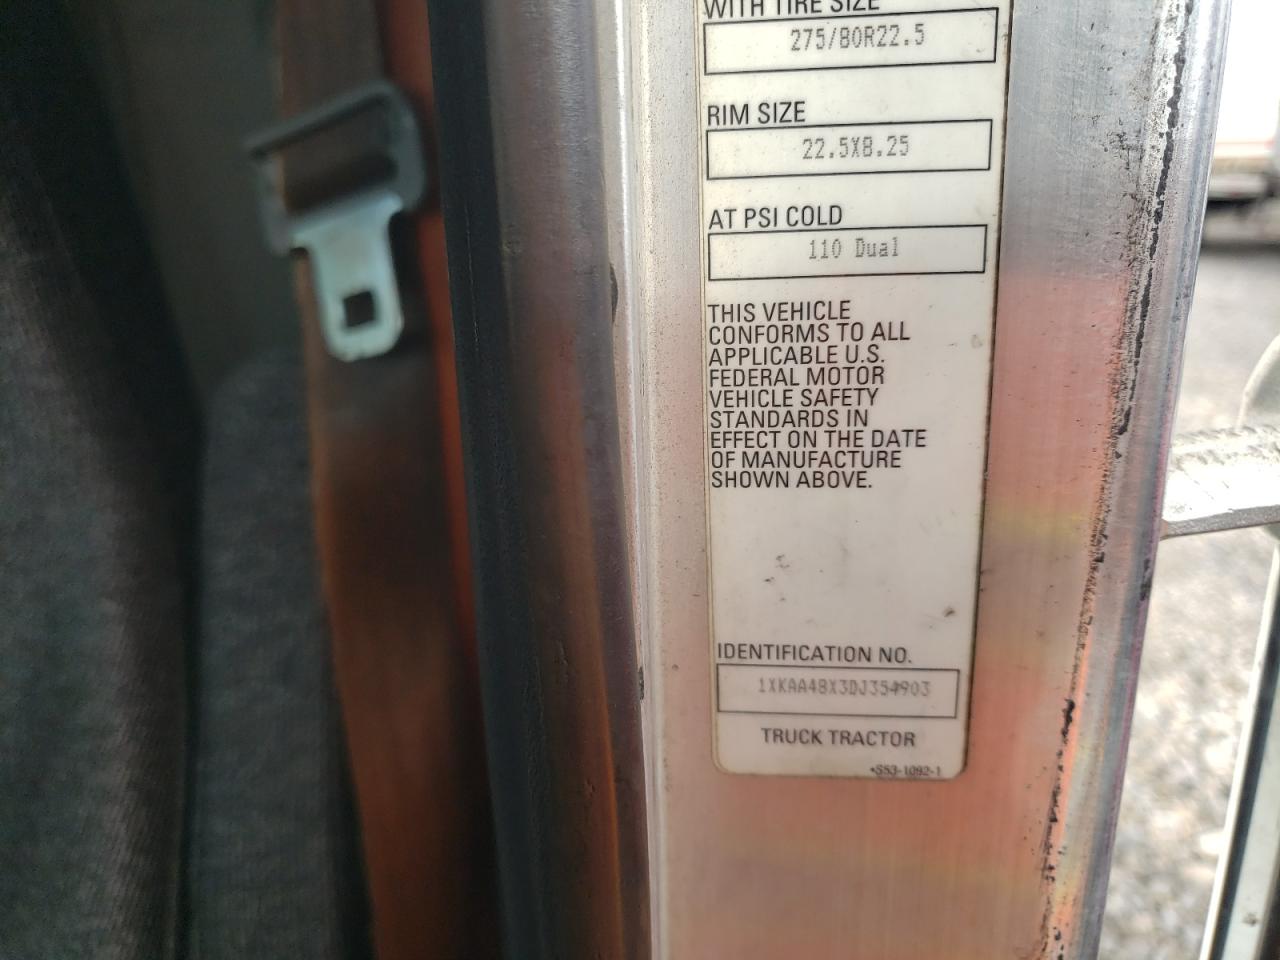 WITH TIRE SIZE
275/80R22.5
RIM SIZE
22.5X8.25
AT PSI COLD
110 Dual
THIS VEHICLE
CONFORMS TO ALL
APPLICABLE U.S.
FEDERAL MOTOR
VEHICLE SAFETY
STANDARDS IN
EFFECT ON THE DATE
OF MANUFACTURE
SHOWN ABOVE.
IDENTIFICATION NO.
1XKAA48X3DJ354903
TRUCK TRACTOR
•S53-1092-1